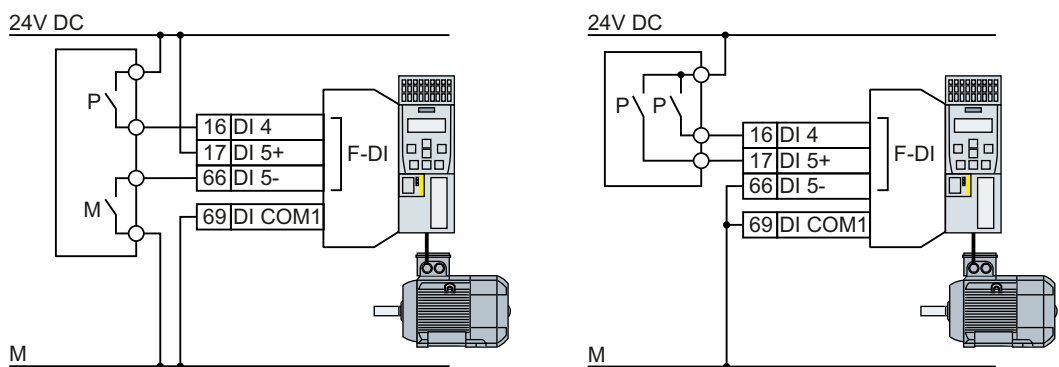 24V DC
P
M
16 DI 4
17 DI 5+
66 DI 5-
69 DI COM1
F-DI
M
24V DC
P P
16 DI 4
17 DI 5+
66 DI 5-
69 DI COM1
F-DI
M